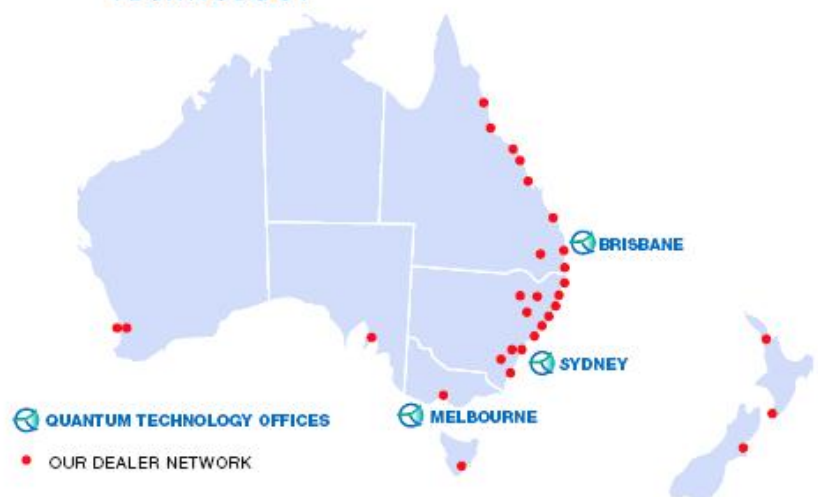 BRISBANE
SYDNEY
MELBOURNE
QUANTUM TECHNOLOGY OFFICES
OUR DEALER NETWORK